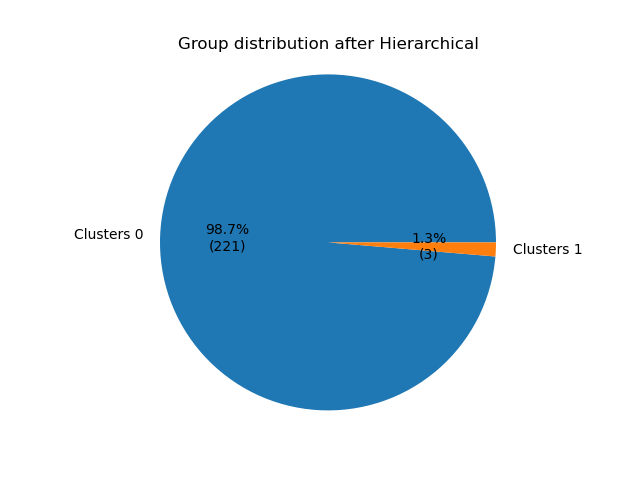 Group distribution after Hierarchical
98.7%
(221)
Clusters 0
1.3%
(3)
Clusters 1